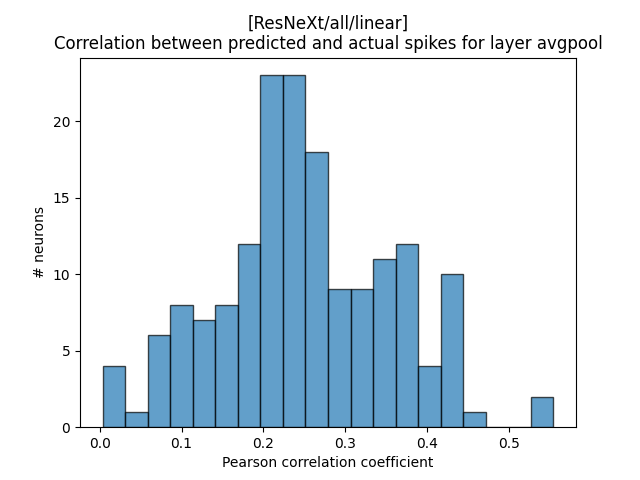 [ResNeXt/all/linear]
Correlation between predicted and actual spikes for layer avgpool
# neurons
20
15
10
5
0
0.0 0.1 0.2 0.3 0.4 0.5
Pearson correlation coefficient